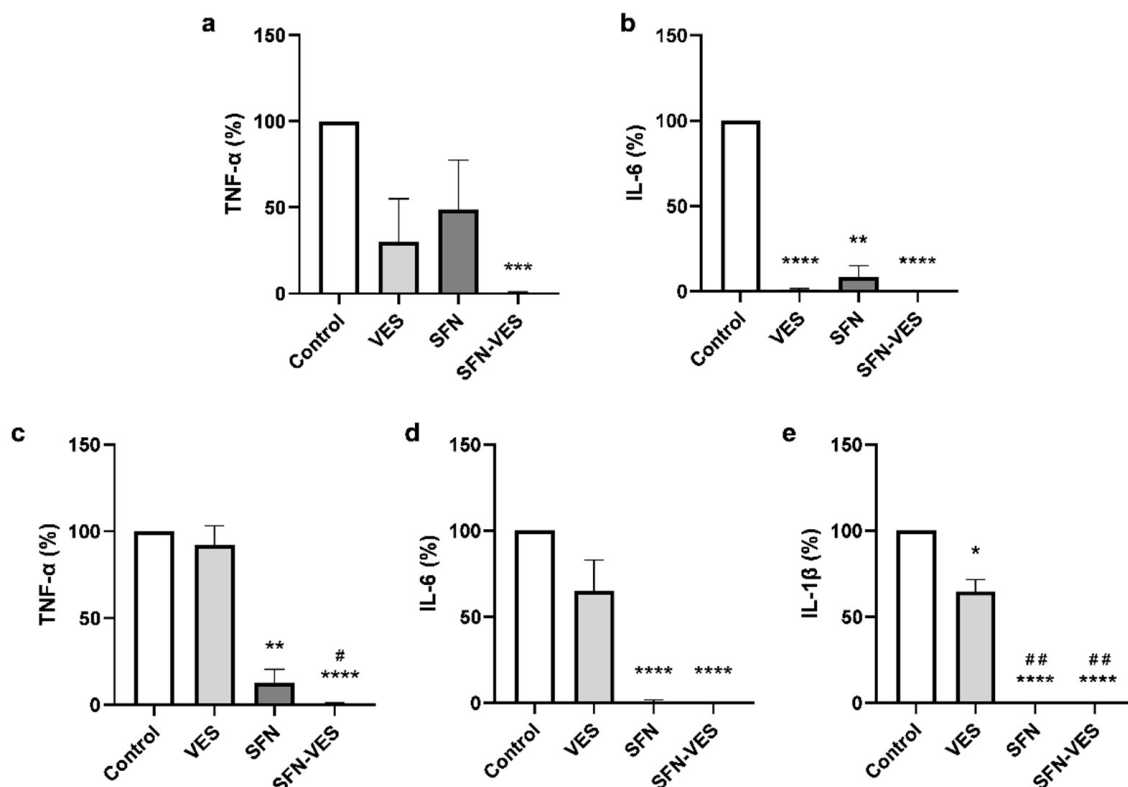 a
150
100
50
0
TNF-α (%)
***
Control
VES
SFN
SFN-VES
b
150
100
50
0
IL-6 (%)
****
**
****
Control
VES
SFN
SFN-VES
c
150
100
50
0
TNF-α (%)
**
#
****
Control
VES
SFN
SFN-VES
d
150
100
50
0
IL-6 (%)
****
****
Control
VES
SFN
SFN-VES
e
150
100
50
0
IL-1β (%)
*
##
****
##
****
Control
VES
SFN
SFN-VES